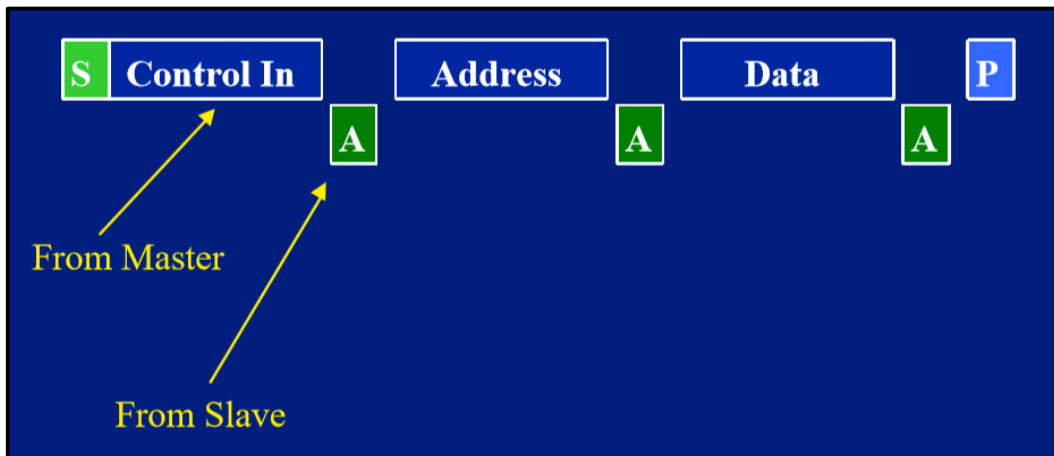 S Control In Address Data P
A A A
From Master
From Slave